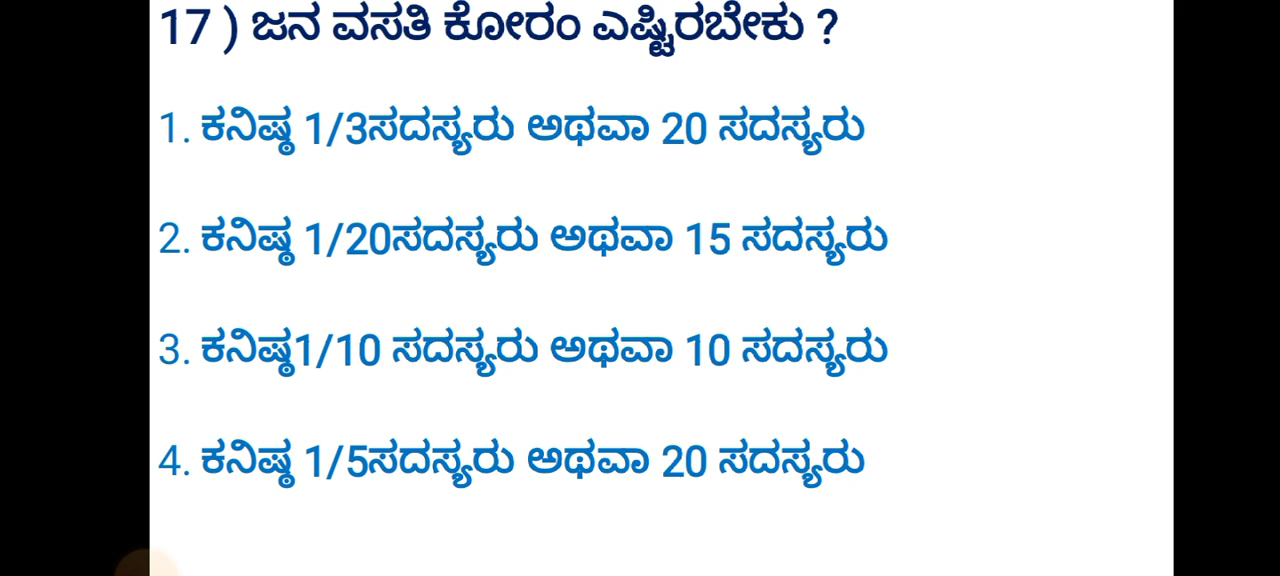 17 ) ಜನ ವಸತಿ ಕೋರಂ ಎಷ್ಟಿರಬೇಕು ?
1. ಕನಿಷ್ಠ 1/3ಸದಸ್ಯರು ಅಥವಾ 20 ಸದಸ್ಯರು
2. ಕನಿಷ್ಠ 1/20ಸದಸ್ಯರು ಅಥವಾ 15 ಸದಸ್ಯರು
3. ಕನಿಷ್ಠ1/10 ಸದಸ್ಯರು ಅಥವಾ 10 ಸದಸ್ಯರು
4. ಕನಿಷ್ಠ 1/5ಸದಸ್ಯರು ಅಥವಾ 20 ಸದಸ್ಯರು